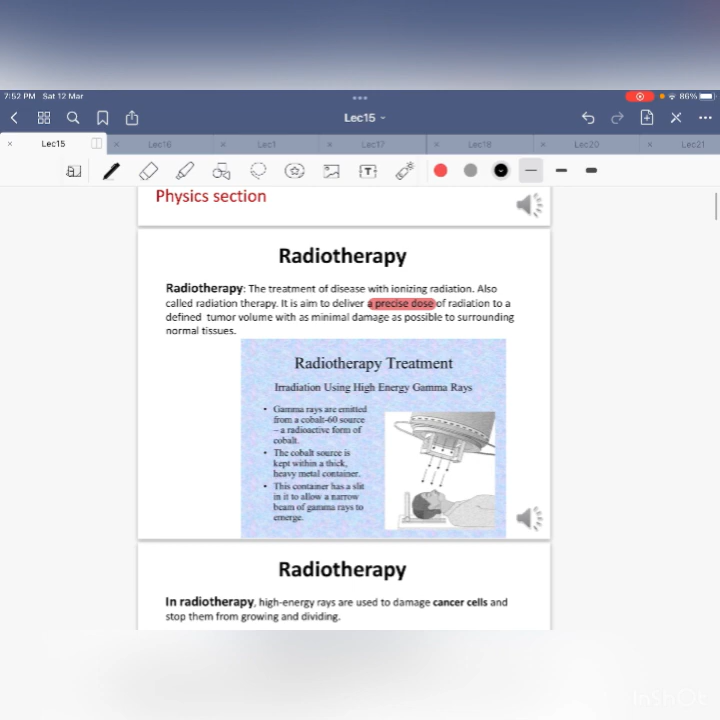 7:52 PM Sat 12 Mar
86%
Lec15
Lec15
Lec16
Lec1
Lec17
Lec18
Lec20
Lec21
Physics section
Radiotherapy
Radiotherapy: The treatment of disease with ionizing radiation. Also
called radiation therapy. It is aim to deliver a precise dose of radiation to a
defined tumor volume with as minimal damage as possible to surrounding
normal tissues.
Radiotherapy Treatment
Irradiation Using High Energy Gamma Rays
• Gamma rays are emitted
from a cobalt-60 source
– a radioactive form of
cobalt.
• The cobalt source is
kept within a thick,
heavy metal container.
• This container has a slit
in it to allow a narrow
beam of gamma rays to
emerge.
Radiotherapy
In radiotherapy, high-energy rays are used to damage cancer cells and
stop them from growing and dividing.
InShOt